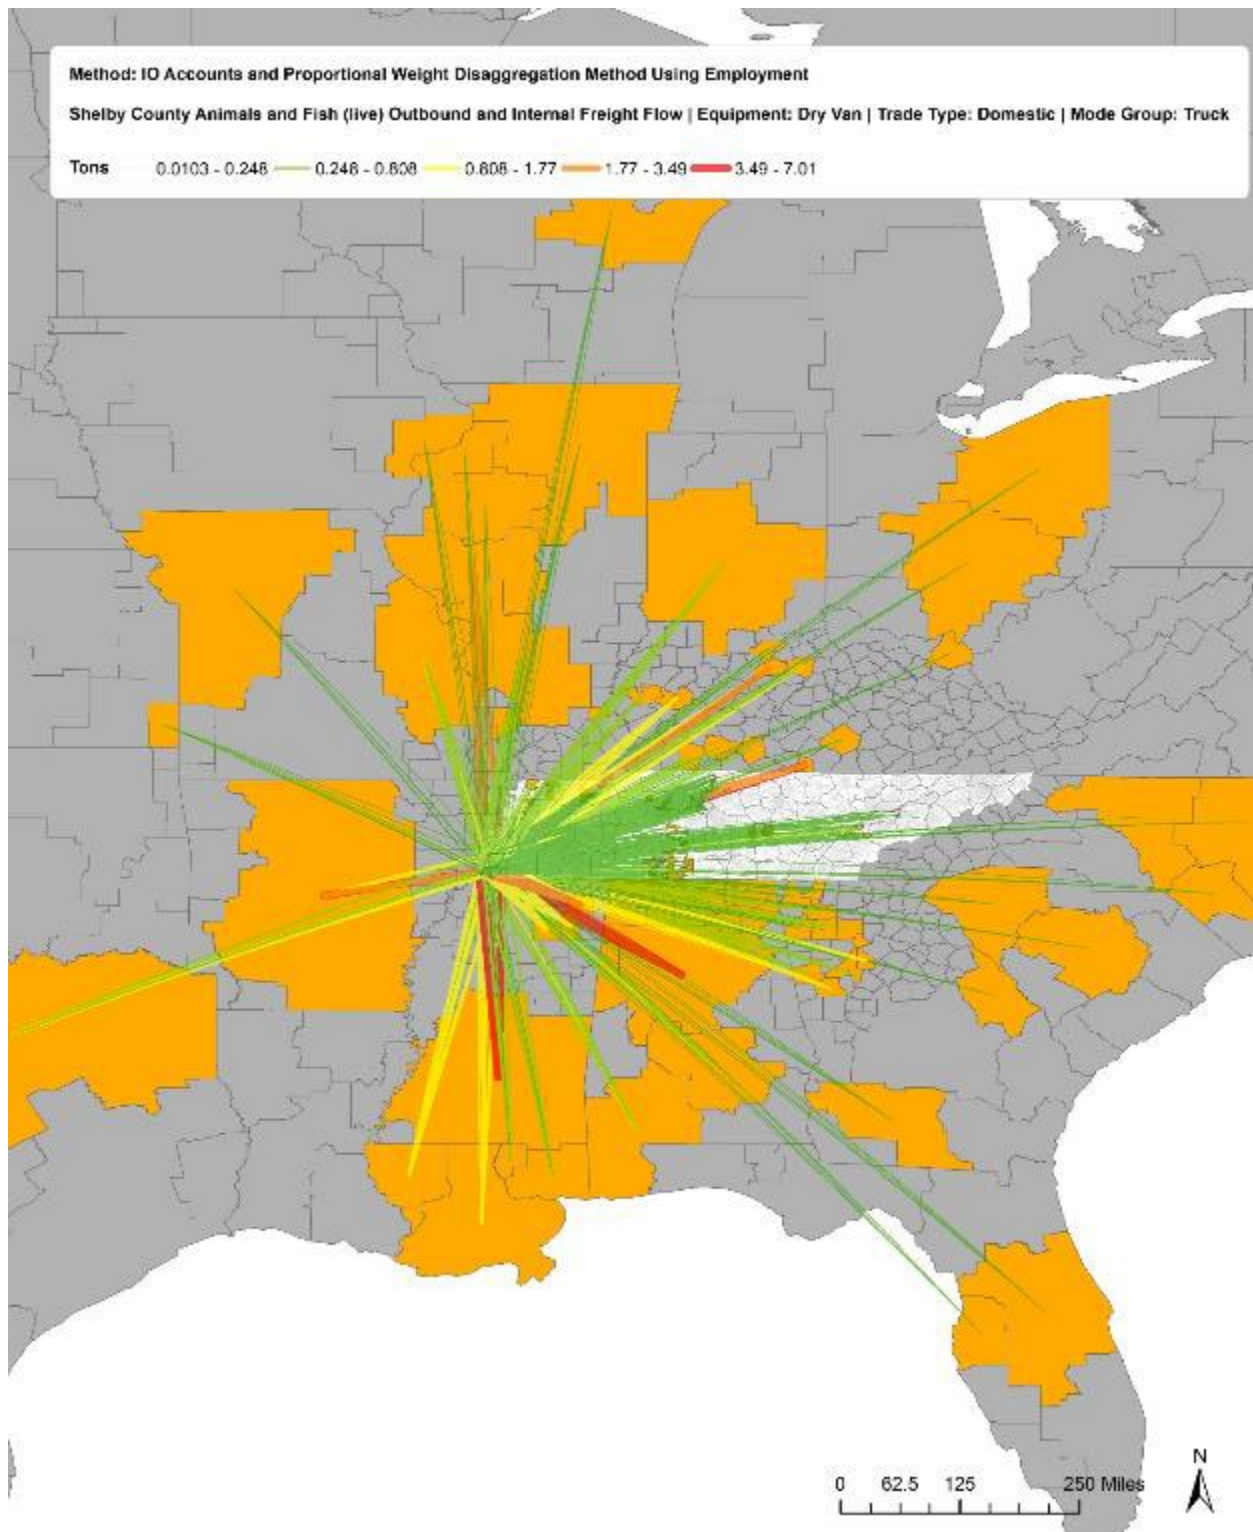 Method: IO Accounts and Proportional Weight Disaggregation Method Using Employment
Shelby County Animals and Fish (live) Outbound and Internal Freight Flow | Equipment: Dry Van | Trade Type: Domestic | Mode Group: Truck
Tons 0.0103 - 0.248 0.248 - 0.808 0.808 - 1.77 1.77 - 3.49 3.49 - 7.01
N
0 62.5 125 250 Miles